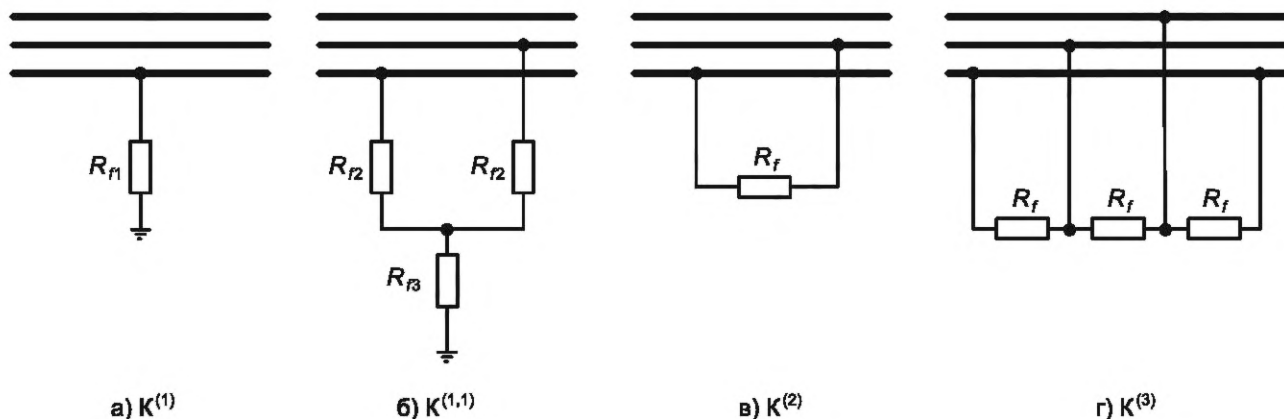 R_f1
R_f2
R_f2
R_f3
R_f
R_f
R_f
R_f
а) К^(1)
б) К^(1,1)
в) К^(2)
г) К^(3)